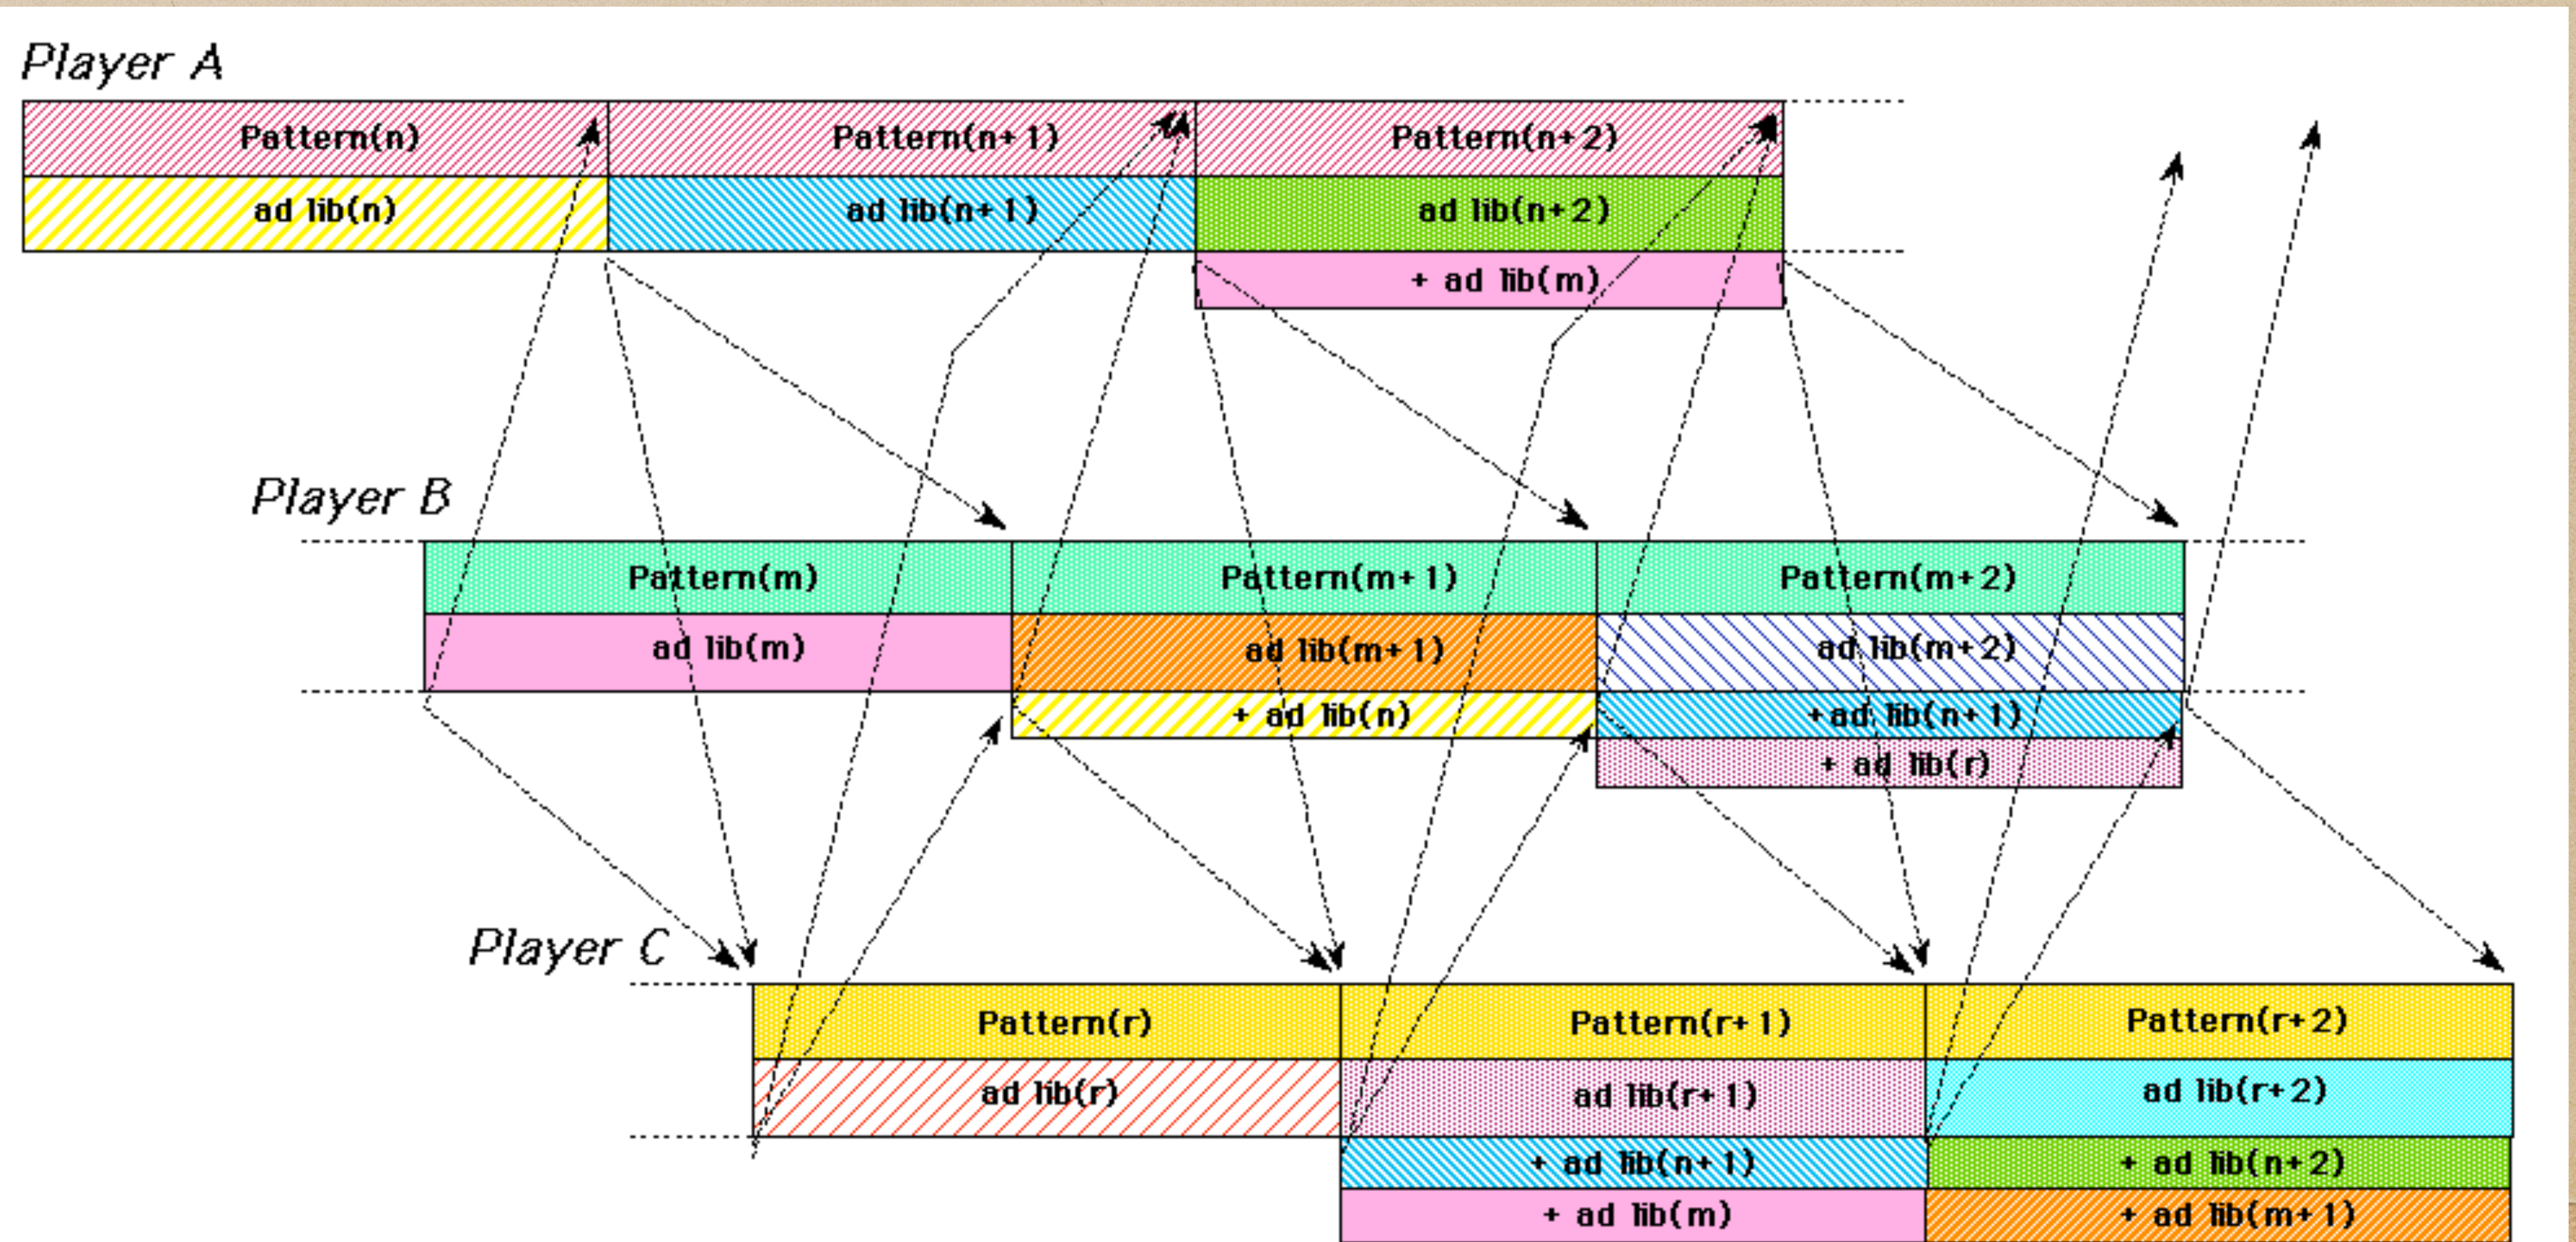 Player A
Pattern(n) Pattern(n+1) Pattern(n+2)
ad lib(n) ad lib(n+1) ad lib(n+2)
+ ad lib(m)
Player B
Pattern(m) Pattern(m+1) Pattern(m+2)
ad lib(m) ad lib(m+1) ad lib(m+2)
+ ad lib(n) +ad lib(n+1)
+ ad lib(r)
Player C
Pattern(r) Pattern(r+1) Pattern(r+2)
ad lib(r) ad lib(r+1) ad lib(r+2)
+ ad lib(n+1) + ad lib(n+2)
+ ad lib(m) + ad lib(m+1)